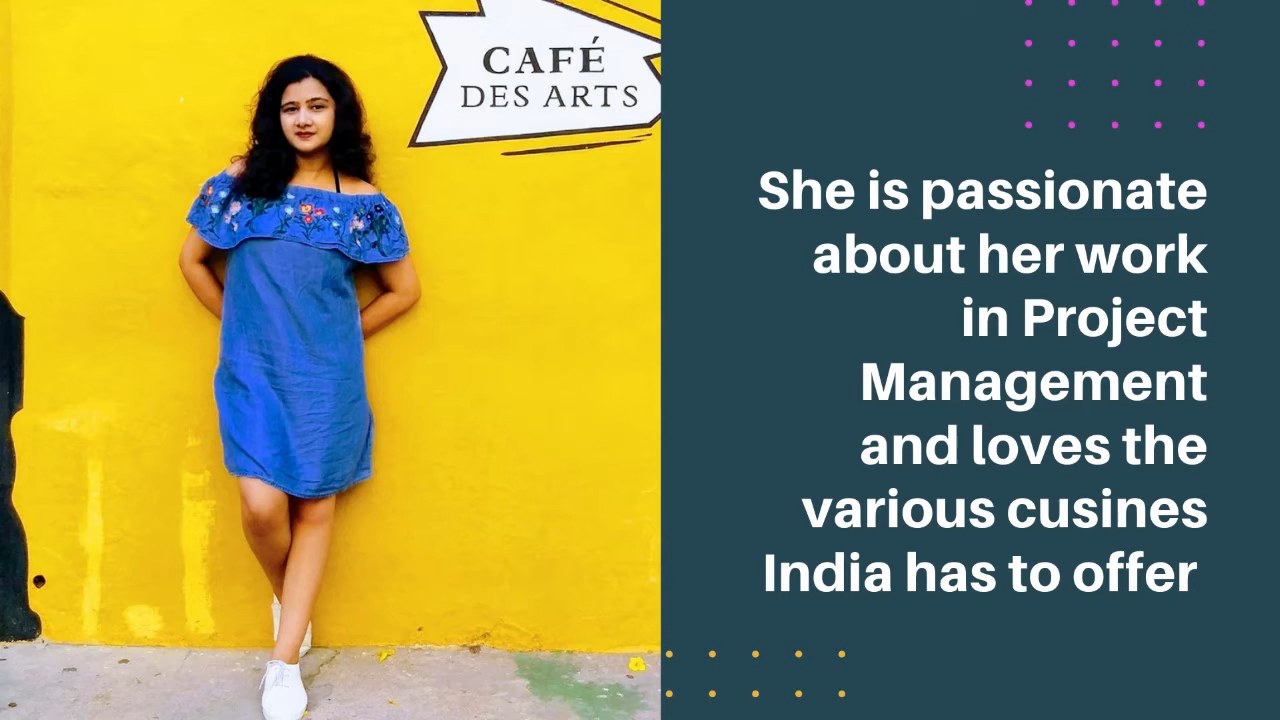 CAFÉ
DES ARTS
She is passionate
about her work
in Project
Management
and loves the
various cusines
India has to offer